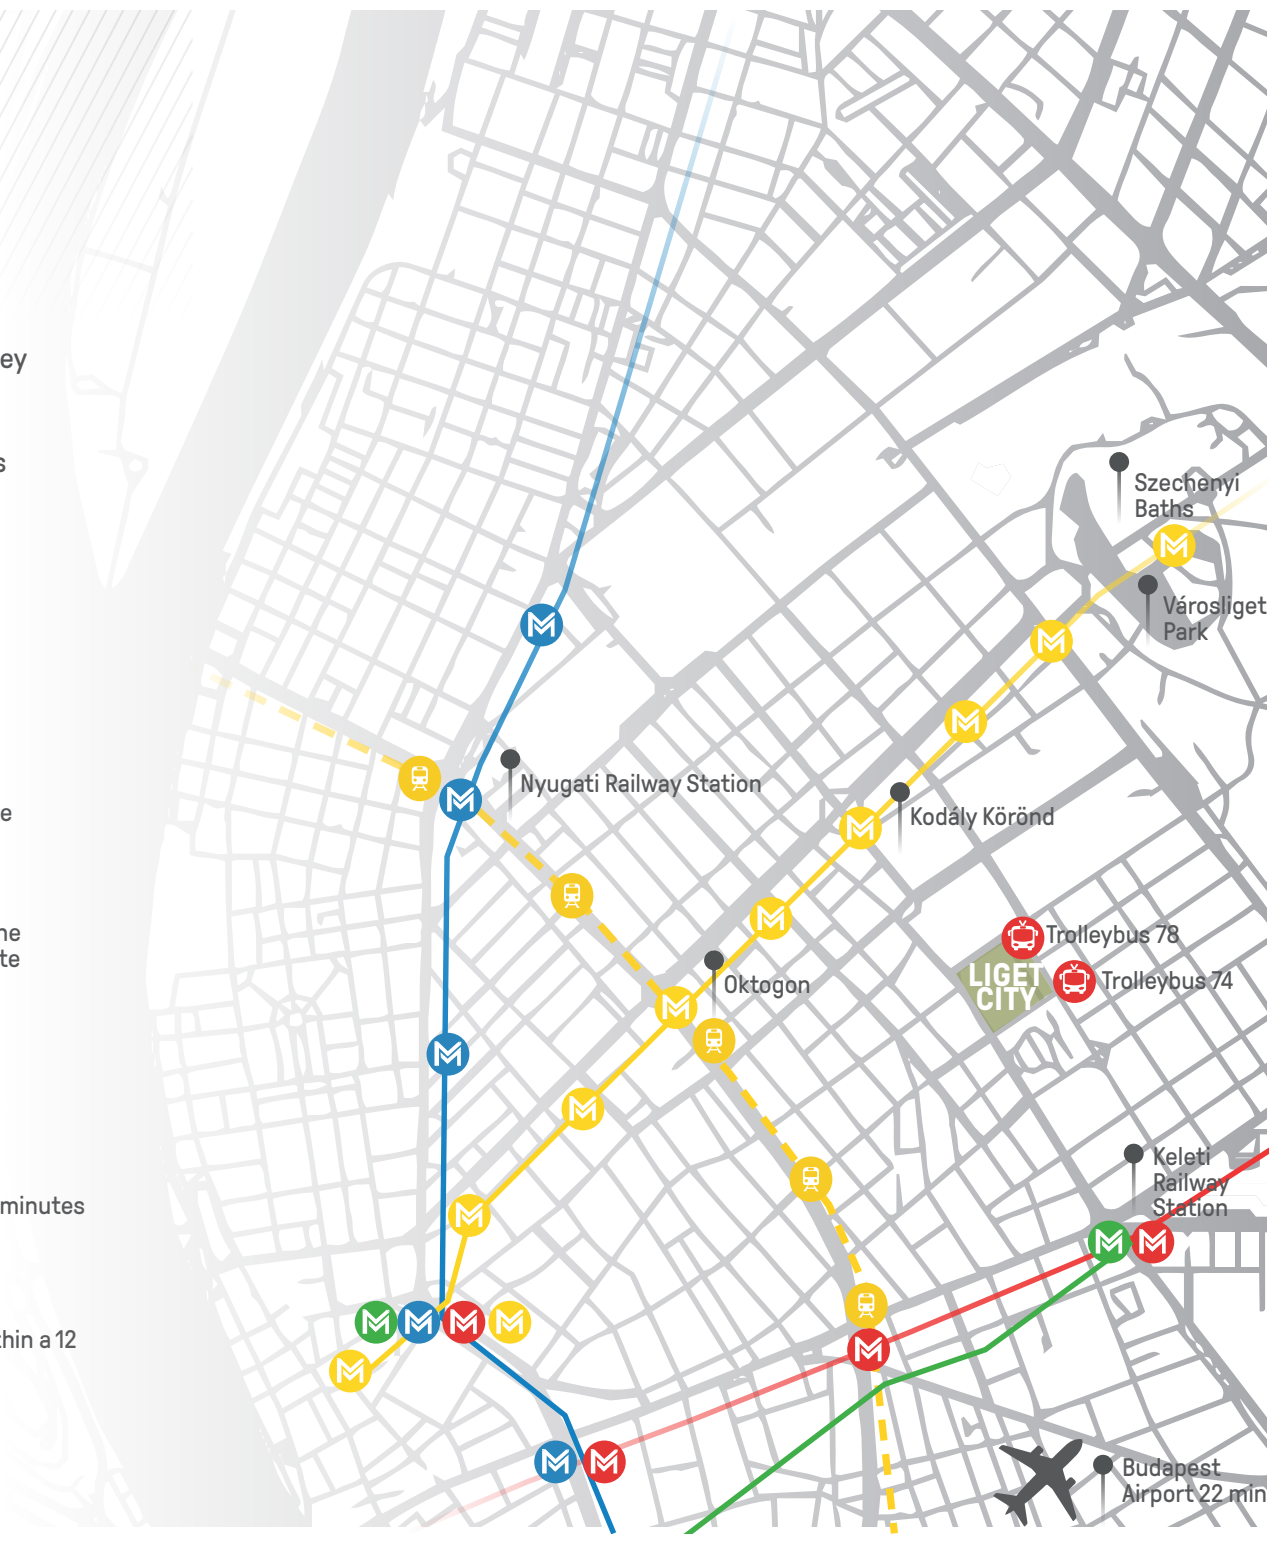 ey
s
Szechenyi
Baths
Városliget
Park
Nyugati Railway Station
e
Kodály Körönd
ne
te
Trolleybus 78
LIGET
CITY
Trolleybus 74
Oktogon
Keleti
Railway
Station
minutes
thin a 12
Budapest
Airport 22 min